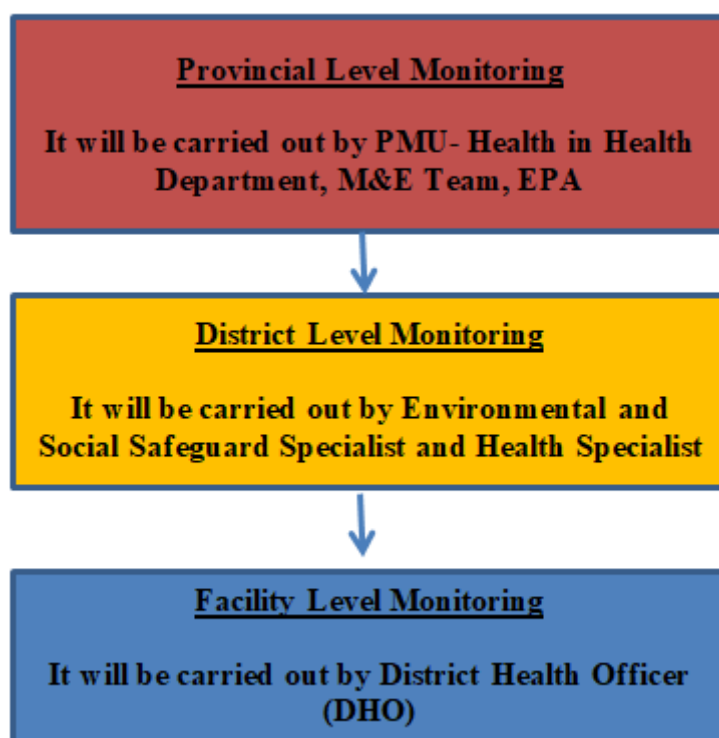 Provincial Level Monitoring
It will be carried out by PMU- Health in Health
Department, M&E Team, EPA
District Level Monitoring
It will be carried out by Environmental and
Social Safeguard Specialist and Health Specialist
Facility Level Monitoring
It will be carried out by District Health Officer
(DHO)